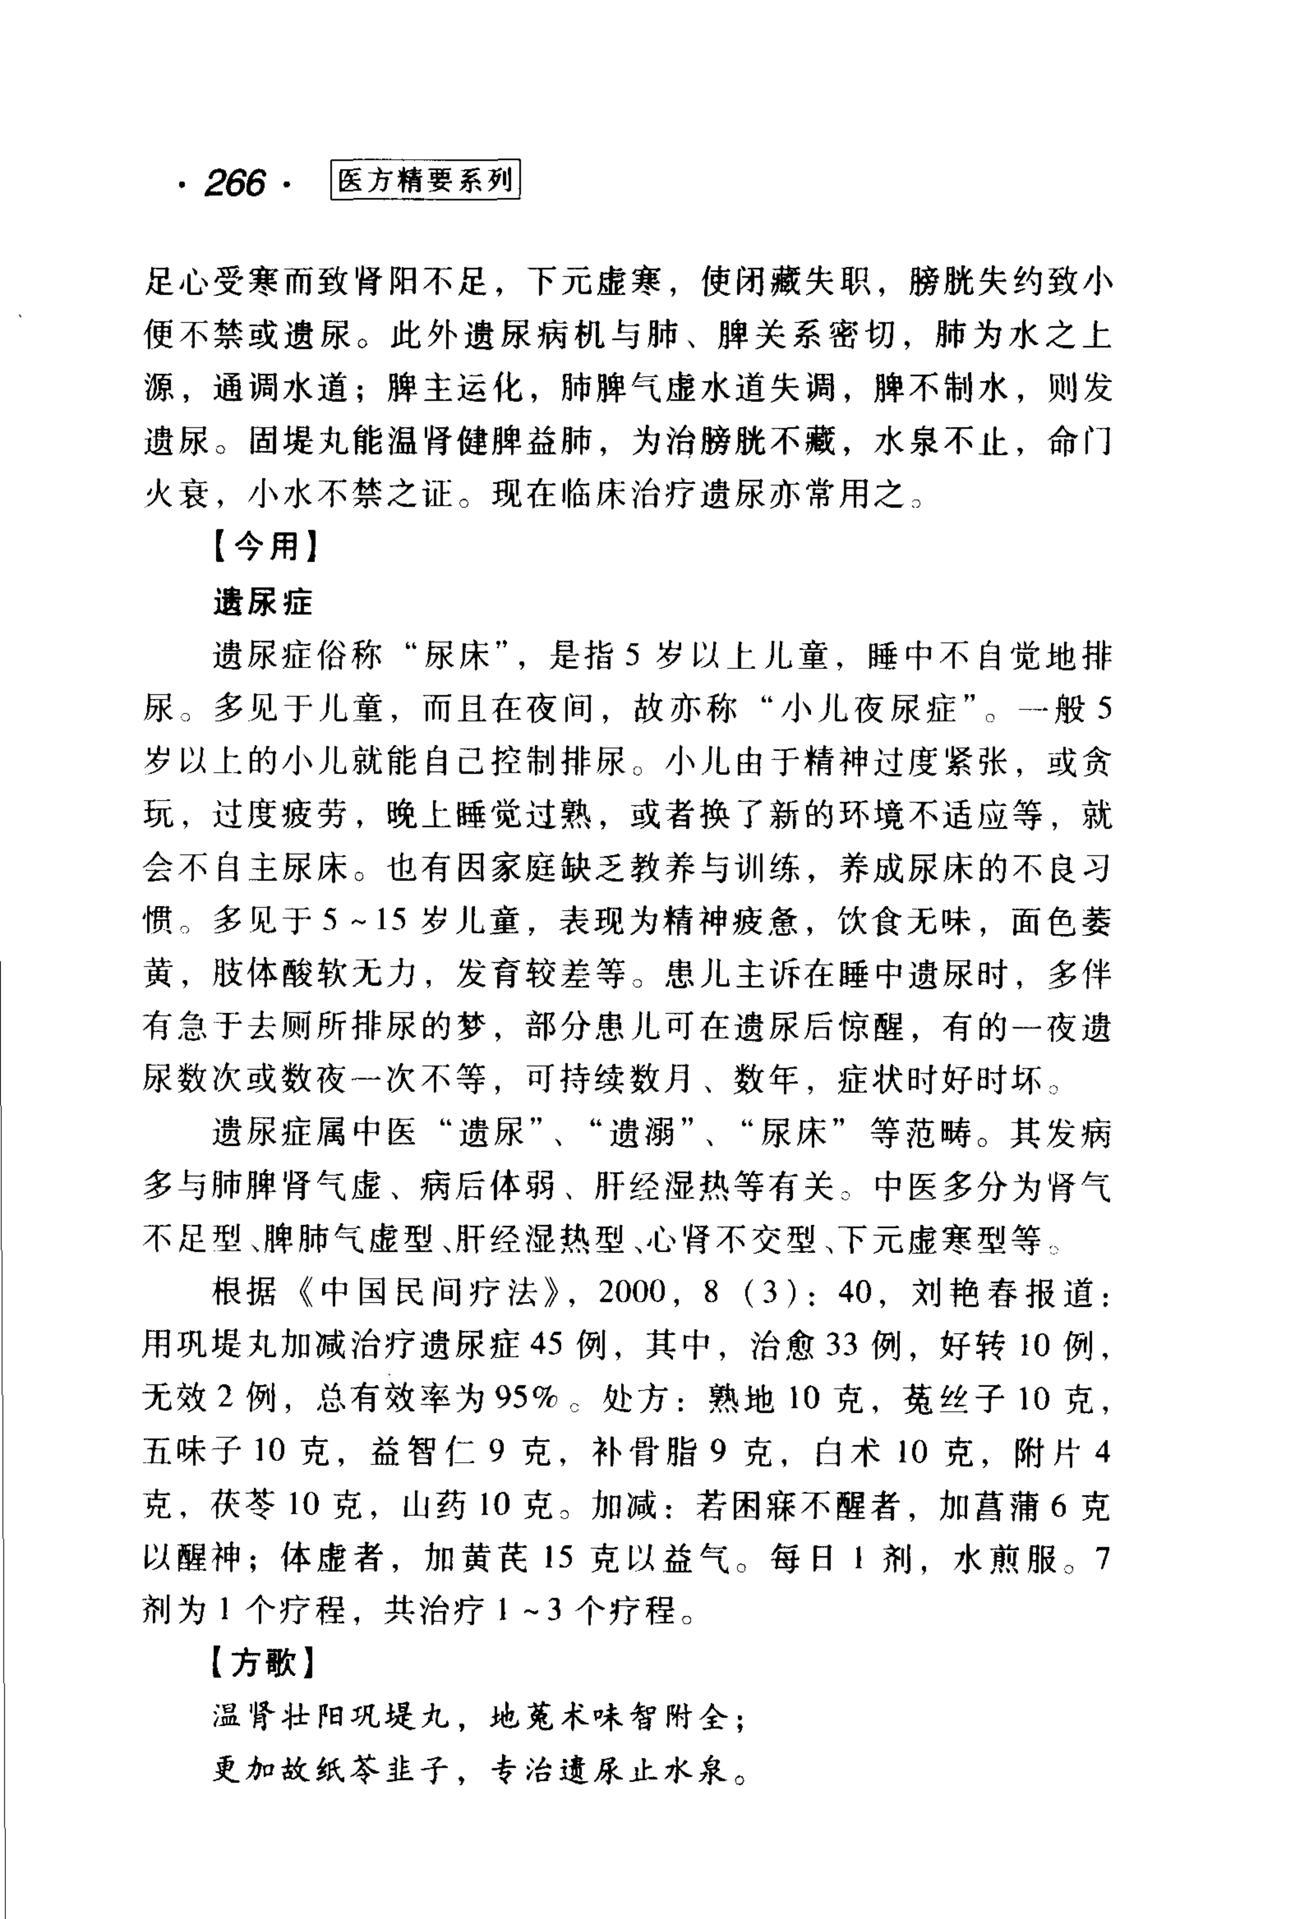 ·266· 医方精要系列
足心受寒而致肾阳不足，下元虚寒，使闭藏失职，膀胱失约致小
便不禁或遗尿。此外遗尿病机与肺、脾关系密切，肺为水之上
源，通调水道；脾主运化，肺脾气虚水道失调，脾不制水，则发
遗尿。固堤丸能温肾健脾益肺，为治膀胱不藏，水泉不止，命门
火衰，小水不禁之证。现在临床治疗遗尿亦常用之。
【今用】
遗尿症
遗尿症俗称“尿床”，是指5岁以上儿童，睡中不自觉地排
尿。多见于儿童，而且在夜间，故亦称“小儿夜尿症”。一般5
岁以上的小儿就能自己控制排尿。小儿由于精神过度紧张，或贪
玩，过度疲劳，晚上睡觉过熟，或者换了新的环境不适应等，就
会不自主尿床。也有因家庭缺乏教养与训练，养成尿床的不良习
惯。多见于5~15岁儿童，表现为精神疲惫，饮食无味，面色萎
黄，肢体酸软无力，发育较差等。患儿主诉在睡中遗尿时，多伴
有急于去厕所排尿的梦，部分患儿可在遗尿后惊醒，有的一夜遗
尿数次或数夜一次不等，可持续数月、数年，症状时好时坏。
遗尿症属中医“遗尿”、“遗溺”、“尿床”等范畴。其发病
多与肺脾肾气虚、病后体弱、肝经湿热等有关。中医多分为肾气
不足型、脾肺气虚型、肝经湿热型、心肾不交型、下元虚寒型等。
根据《中国民间疗法》，2000，8（3）：40，刘艳春报道：
用巩堤丸加减治疗遗尿症45例，其中，治愈33例，好转10例，
无效2例，总有效率为95%。处方：熟地10克，菟丝子10克，
五味子10克，益智仁9克，补骨脂9克，白术10克，附片4
克，茯苓10克，山药10克。加减：若困寐不醒者，加菖蒲6克
以醒神；体虚者，加黄芪15克以益气。每日1剂，水煎服。7
剂为1个疗程，共治疗1~3个疗程。
【方歌】
温肾壮阳巩堤丸，地菟术味智附全；
更加故纸苓韭子，专治遗尿止水泉。